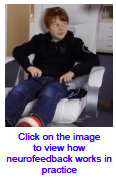 Click on the image
to view how
neurofeedback works in
practice